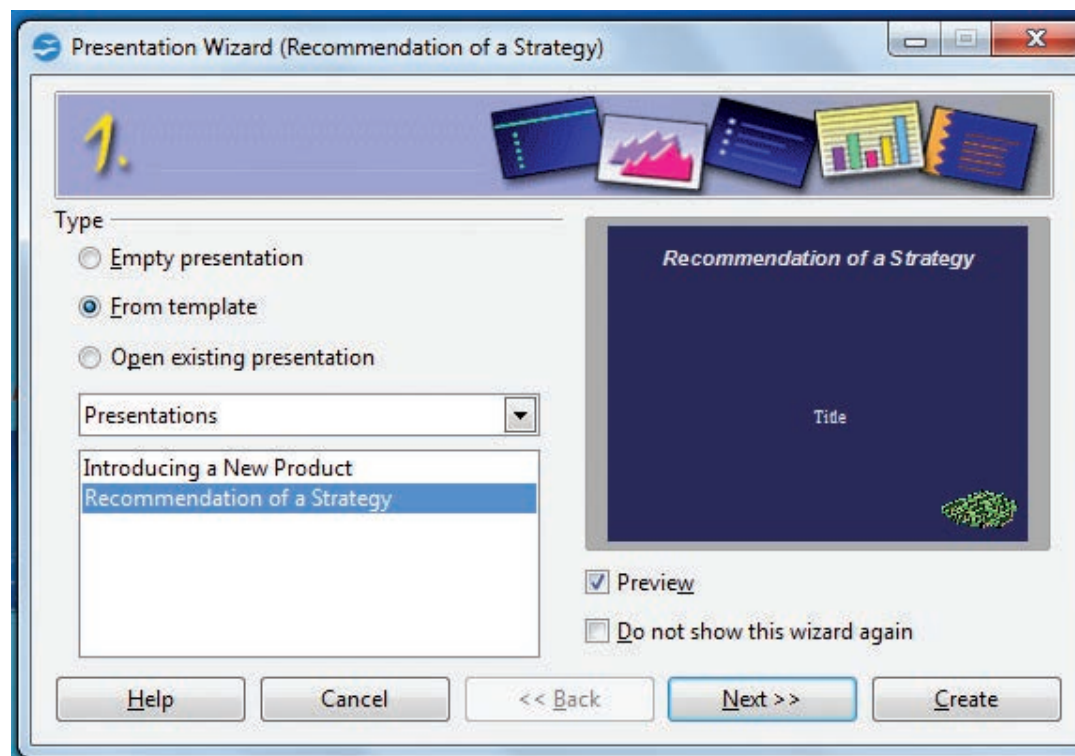 Presentation Wizard (Recommendation of a Strategy)
1.
Type
Empty presentation
From template
Open existing presentation
Presentations
Introducing a New Product
Recommendation of a Strategy
Recommendation of a Strategy
Title
Preview
Do not show this wizard again
Help
Cancel
<< Back
Next >>
Create